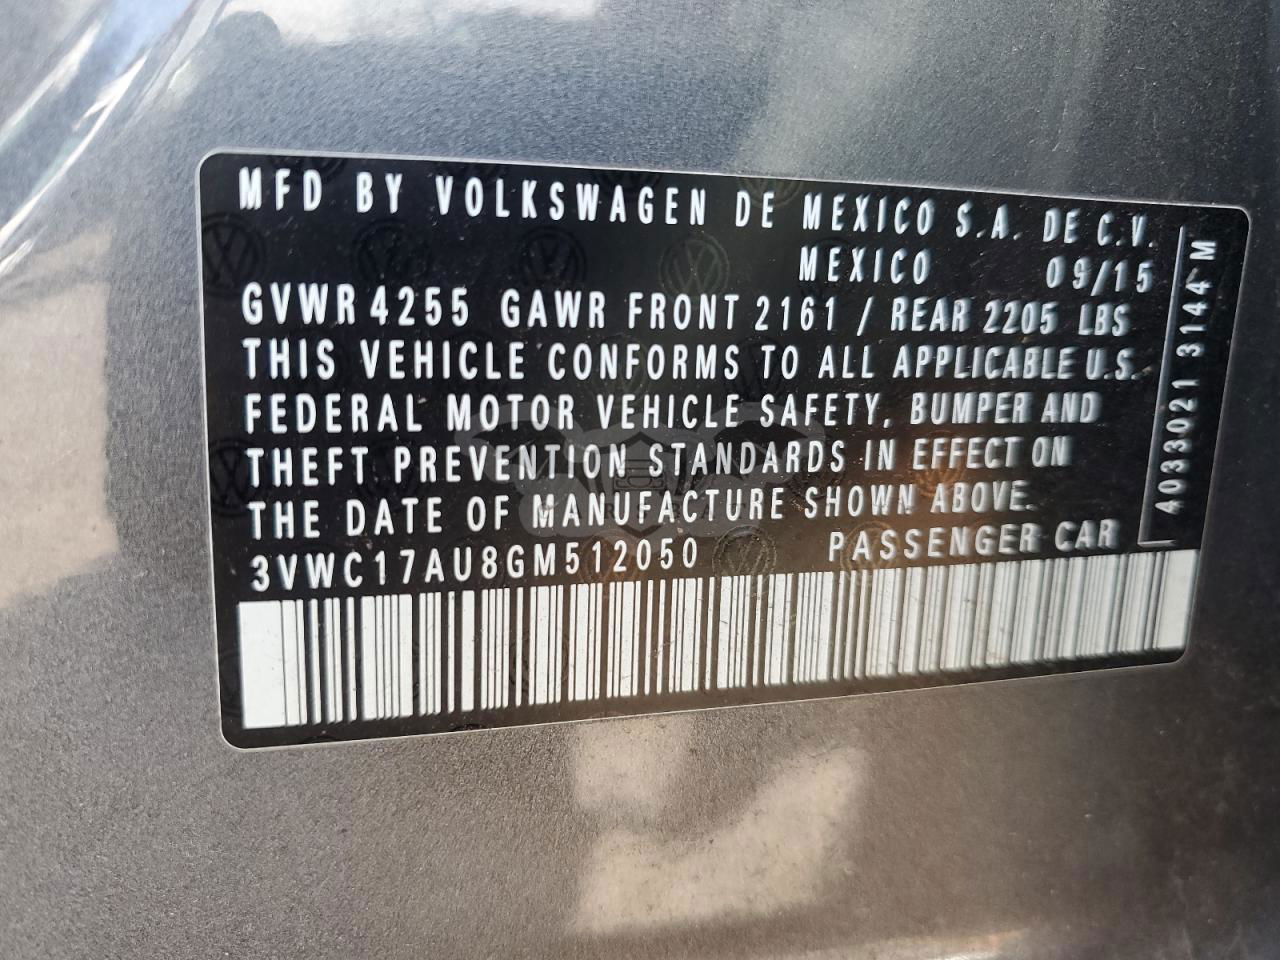 MFD BY VOLKSWAGEN DE MEXICO S.A. DE C.V.
MEXICO 09/15
GVWR 4255 GAWR FRONT 2161 / REAR 2205 LBS
THIS VEHICLE CONFORMS TO ALL APPLICABLE U.S.
FEDERAL MOTOR VEHICLE SAFETY, BUMPER AND
THEFT PREVENTION STANDARDS IN EFFECT ON
THE DATE OF MANUFACTURE SHOWN ABOVE.
3VWC17AU8GM512050 PASSENGER CAR
4033021 3144 M